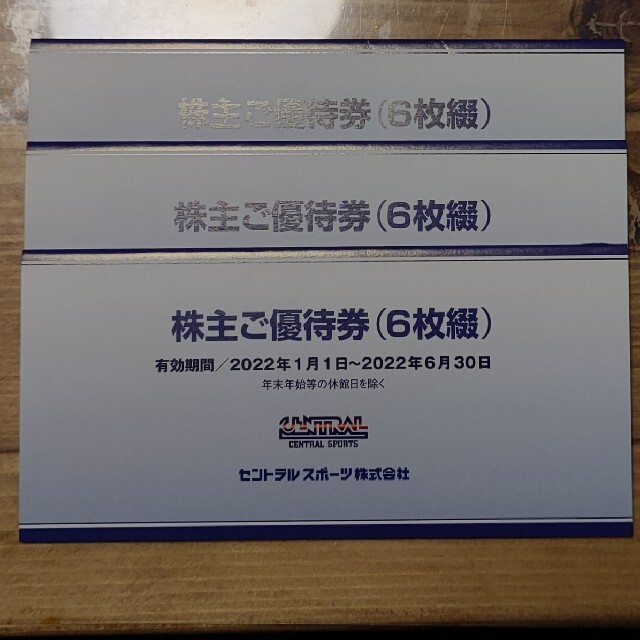 株主ご優待券(6枚綴)
株主ご優待券(6枚綴)
株主ご優待券(6枚綴)
有効期間／2022年1月1日〜2022年6月30日
年末年始等の休館日を除く
CENTRAL
CENTRAL SPORTS
セントラルスポーツ株式会社